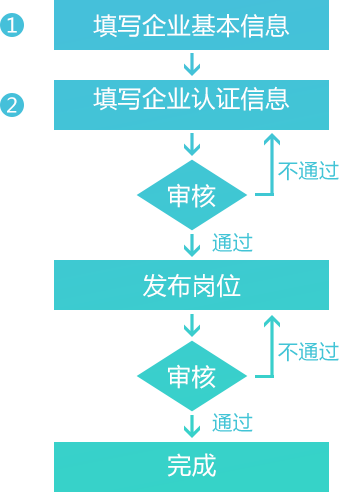 1 填写企业基本信息
2 填写企业认证信息
审核
不通过
通过
发布岗位
审核
不通过
通过
完成